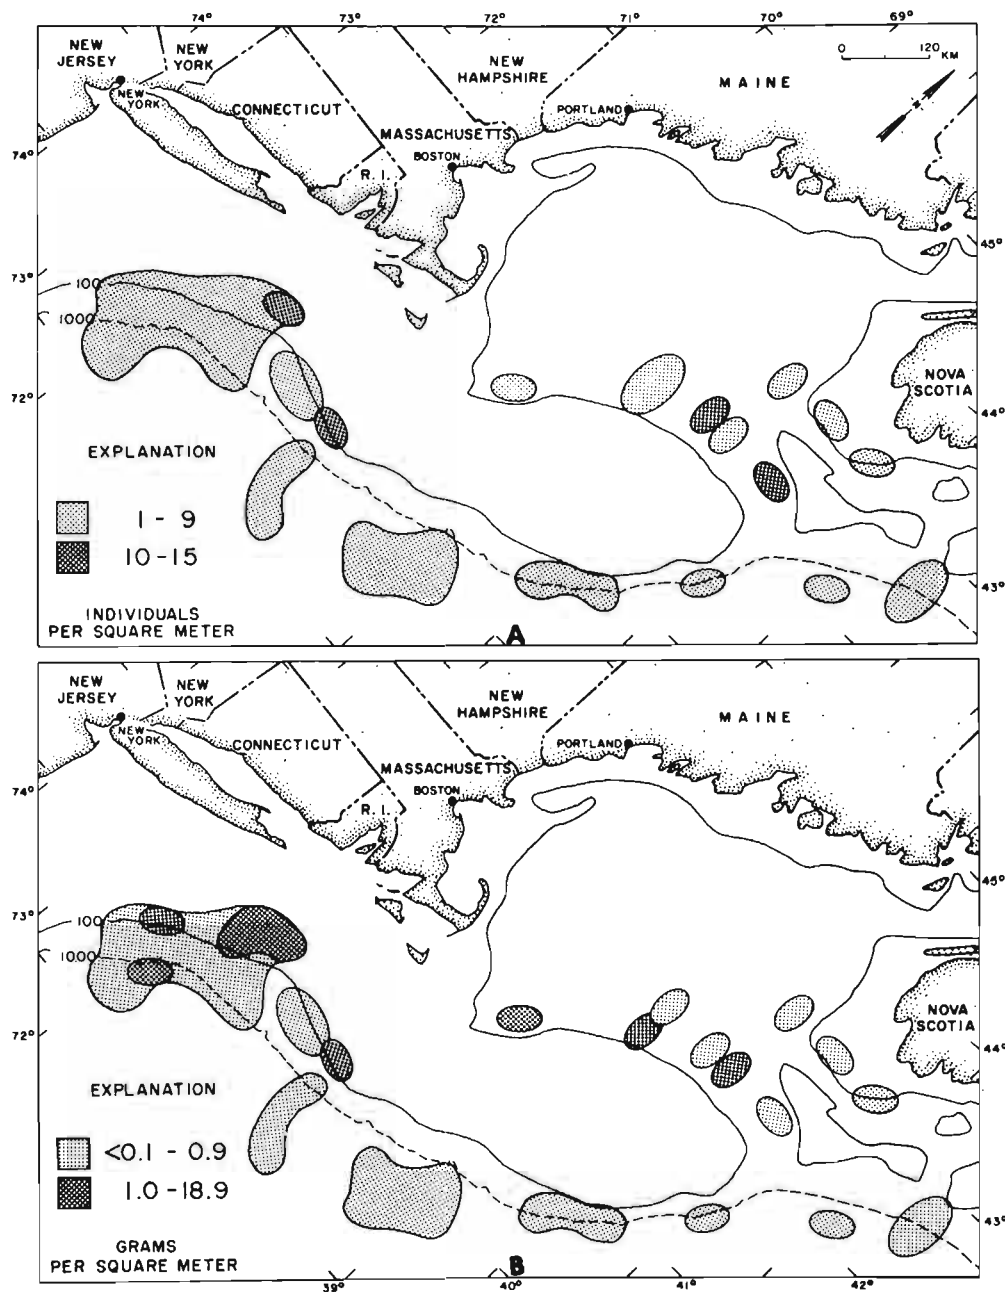 74° 73° 72° 71° 70° 69°
NEW JERSEY
NEW YORK
NEW HAMPSHIRE
MAINE
0 120 KM
NEW YORK
CONNECTICUT
MASSACHUSETTS
PORTLAND
BOSTON
R. I.
74°
73°
72°
45°
44°
43°
100
1000
NOVA SCOTIA
EXPLANATION
1 - 9
10 - 15
INDIVIDUALS
PER SQUARE METER
A
NEW JERSEY
NEW YORK
NEW HAMPSHIRE
MAINE
NEW YORK
CONNECTICUT
MASSACHUSETTS
PORTLAND
BOSTON
R. I.
74°
73°
72°
45°
44°
43°
100
1000
NOVA SCOTIA
EXPLANATION
<0.1 - 0.9
1.0 - 18.9
GRAMS
PER SQUARE METER
B
39° 40° 41° 42°